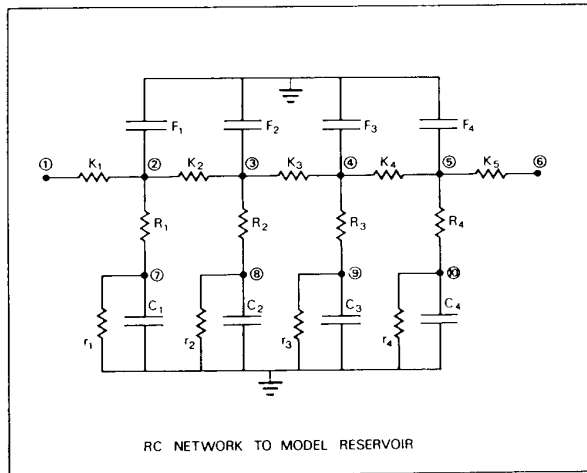 F₁ F₂ F₃ F₄
① K₁ ② K₂ ③ K₃ ④ K₄ ⑤ K₅ ⑥
R₁ R₂ R₃ R₄
⑦ ⑧ ⑨ ⑩
C₁ C₂ C₃ C₄
r₁ r₂ r₃ r₄
RC NETWORK TO MODEL RESERVOIR